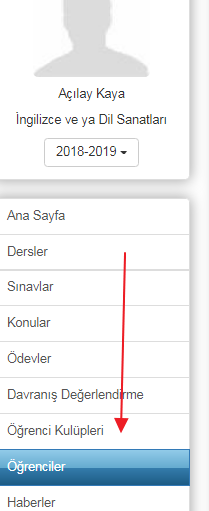 Açılay Kaya
İngilizce ve ya Dil Sanatları
2018-2019
Ana Sayfa
Dersler
Sınavlar
Konular
Ödevler
Davranış Değerlendirme
Öğrenci Kulüpleri
Öğrenciler
Haberler